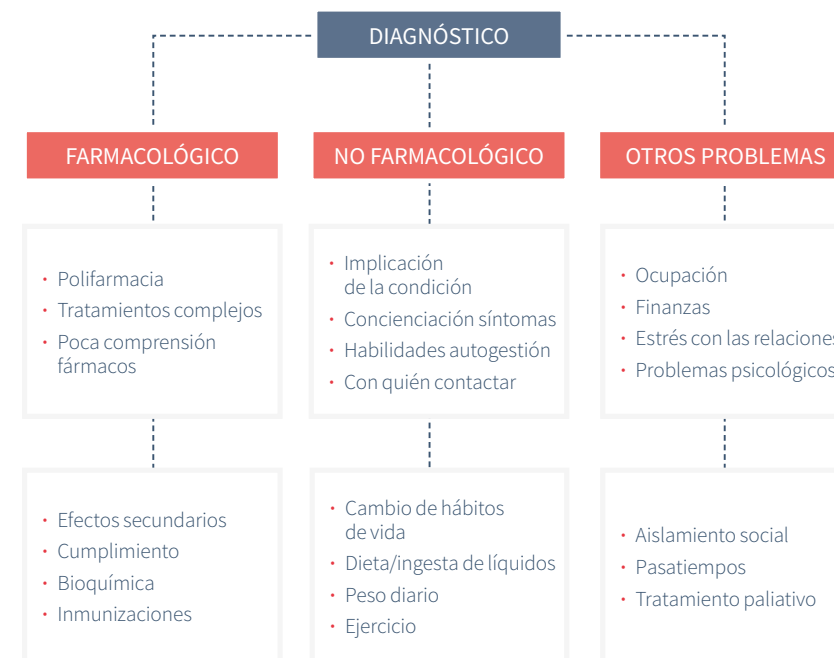 DIAGNÓSTICO
FARMACOLÓGICO
NO FARMACOLÓGICO
OTROS PROBLEMAS
· Polifarmacia
· Tratamientos complejos
· Poca comprensión
fármacos
· Implicación
de la condición
· Concienciación síntomas
· Habilidades autogestión
· Con quién contactar
· Ocupación
· Finanzas
· Estrés con las relaciones
· Problemas psicológicos
· Efectos secundarios
· Cumplimiento
· Bioquímica
· Inmunizaciones
· Cambio de hábitos
de vida
· Dieta/ingesta de líquidos
· Peso diario
· Ejercicio
· Aislamiento social
· Pasatiempos
· Tratamiento paliativo